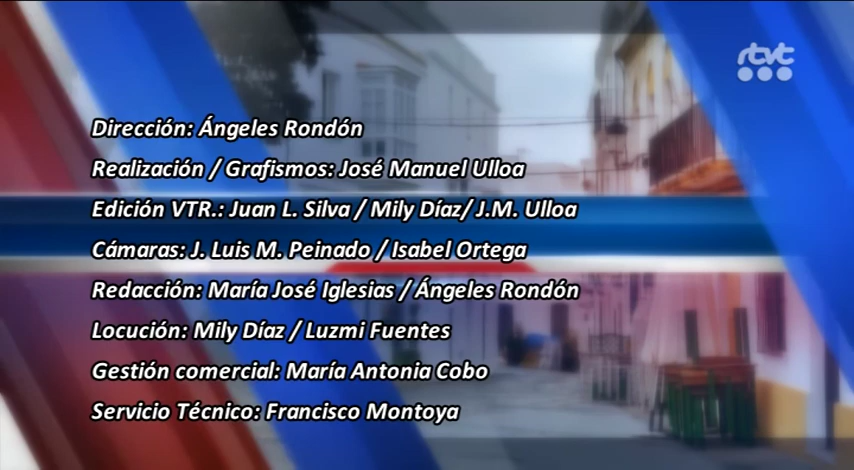 rtvt
Dirección: Ángeles Rondón
Realización / Grafismos: José Manuel Ulloa
Edición VTR.: Juan L. Silva / Mily Díaz/ J.M. Ulloa
Cámaras: J. Luis M. Peinado / Isabel Ortega
Redacción: María José Iglesias / Ángeles Rondón
Locución: Mily Díaz / Luzmi Fuentes
Gestión comercial: María Antonia Cobo
Servicio Técnico: Francisco Montoya